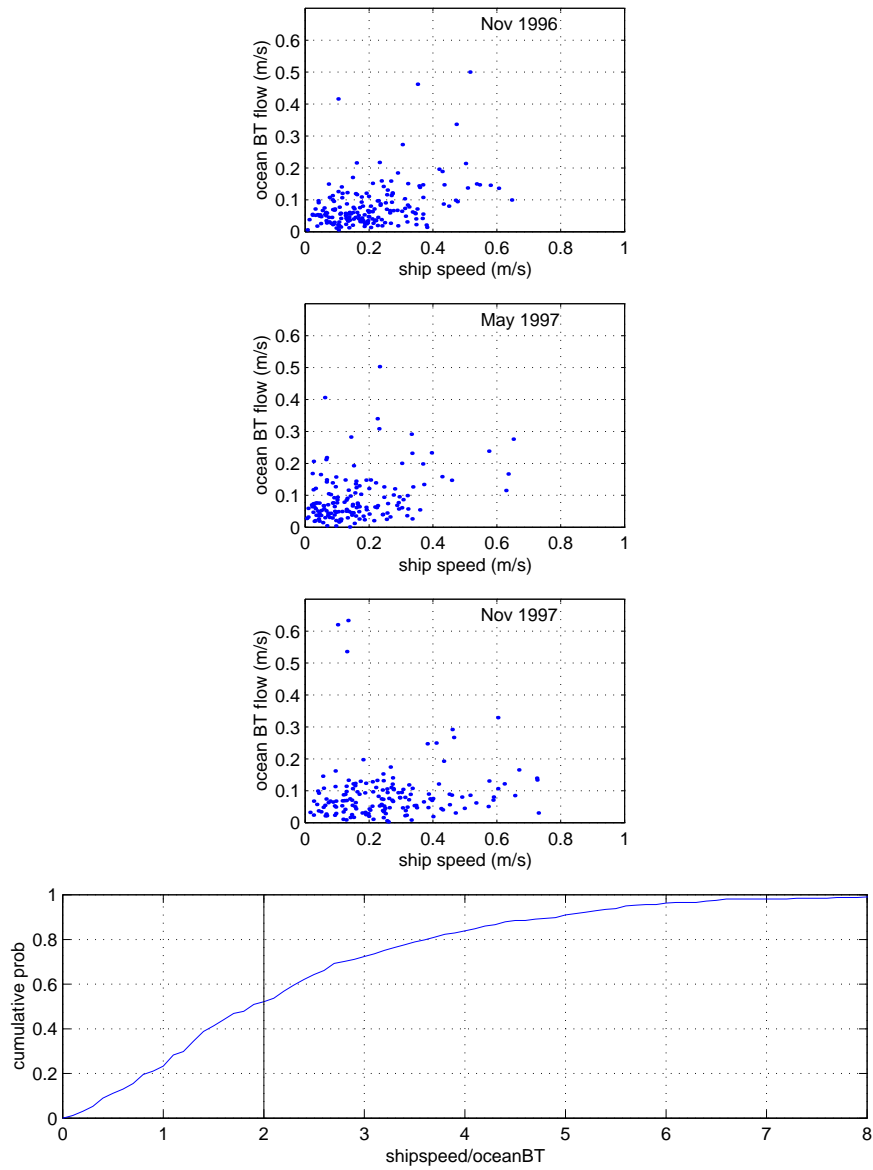 Nov 1996
0.6
0.5
0.4
0.3
0.2
0.1
0
ocean BT flow (m/s)
0 0.2 0.4 0.6 0.8 1
ship speed (m/s)
May 1997
0.6
0.5
0.4
0.3
0.2
0.1
0
ocean BT flow (m/s)
0 0.2 0.4 0.6 0.8 1
ship speed (m/s)
Nov 1997
0.6
0.5
0.4
0.3
0.2
0.1
0
ocean BT flow (m/s)
0 0.2 0.4 0.6 0.8 1
ship speed (m/s)
1
0.8
0.6
0.4
0.2
0
cumulative prob
0 1 2 3 4 5 6 7 8
shipspeed/oceanBT